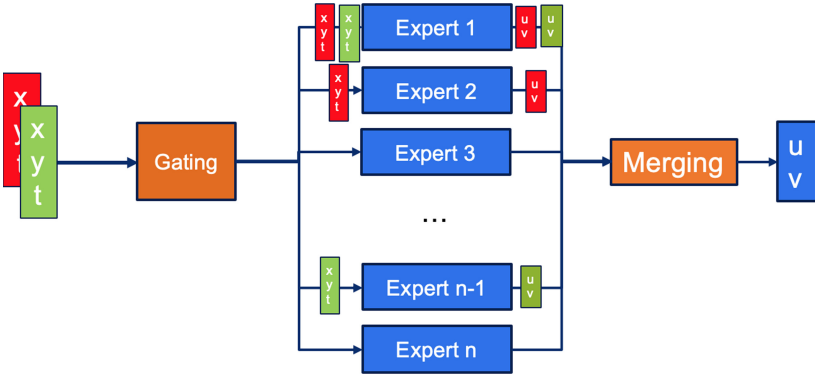 x
y
t
x
y
t
Gating
x
y
t
x
y
t
Expert 1
u
v
u
v
x
y
t
Expert 2
u
v
Expert 3
...
x
y
t
Expert n-1
u
v
Expert n
Merging
u
v